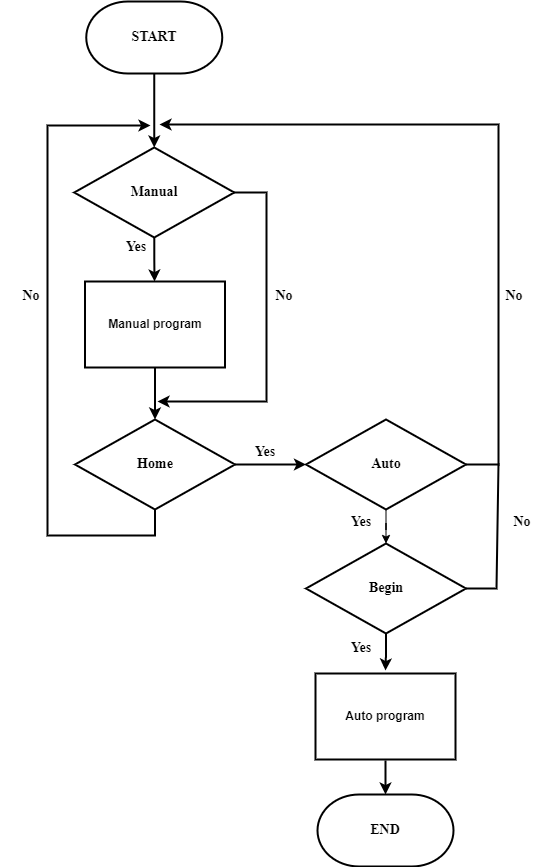 START
Manual
Yes
No
No
No
Manual program
Home
Yes
Auto
Yes
No
Begin
Yes
Auto program
END